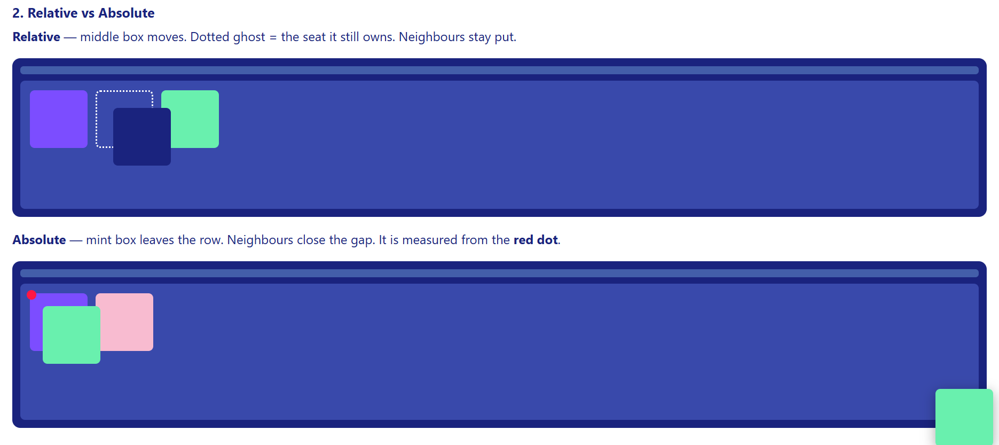 2. Relative vs Absolute
Relative — middle box moves. Dotted ghost = the seat it still owns. Neighbours stay put.
Absolute — mint box leaves the row. Neighbours close the gap. It is measured from the red dot.